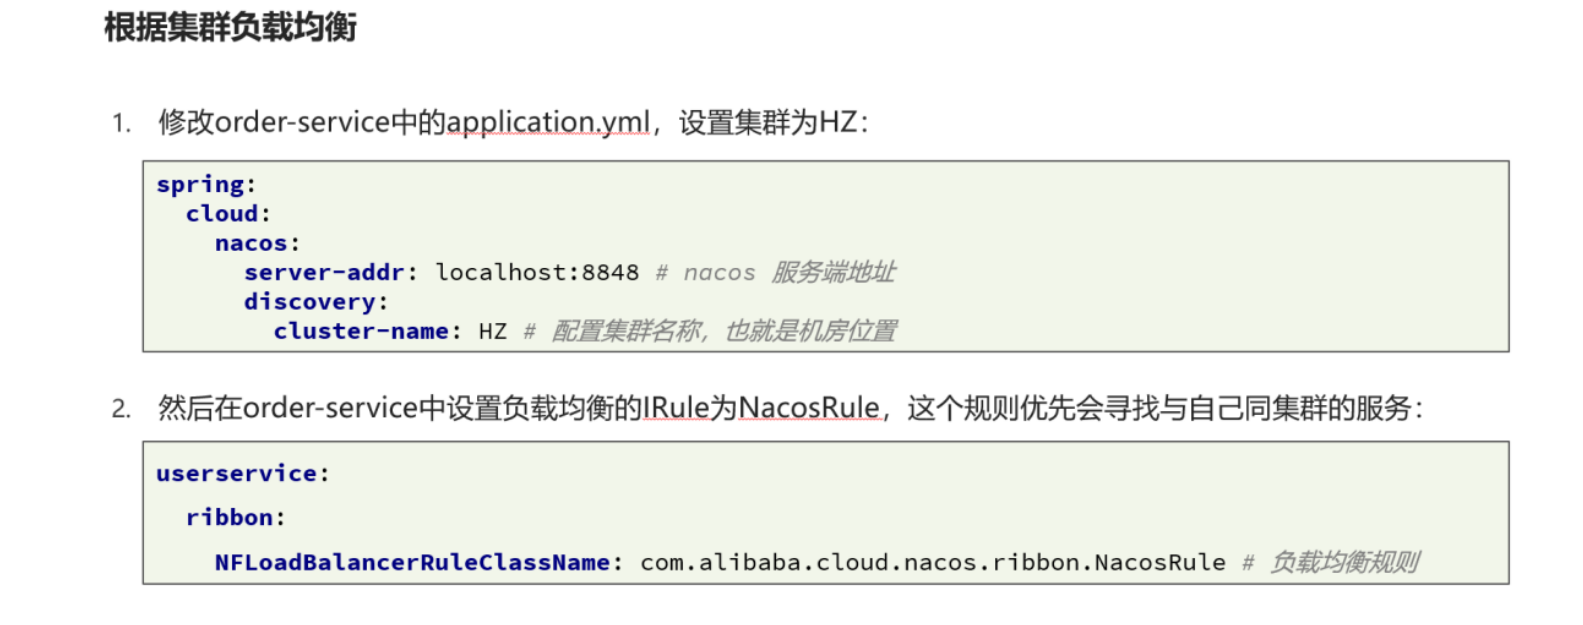 根据集群负载均衡
1. 修改order-service中的application.yml，设置集群为HZ：
spring:
  cloud:
    nacos:
      server-addr: localhost:8848 # nacos 服务端地址
      discovery:
        cluster-name: HZ # 配置集群名称，也就是机房位置
2. 然后在order-service中设置负载均衡的IRule为NacosRule，这个规则优先会寻找与自己同集群的服务：
userservice:
  ribbon:
    NFLoadBalancerRuleClassName: com.alibaba.cloud.nacos.ribbon.NacosRule # 负载均衡规则